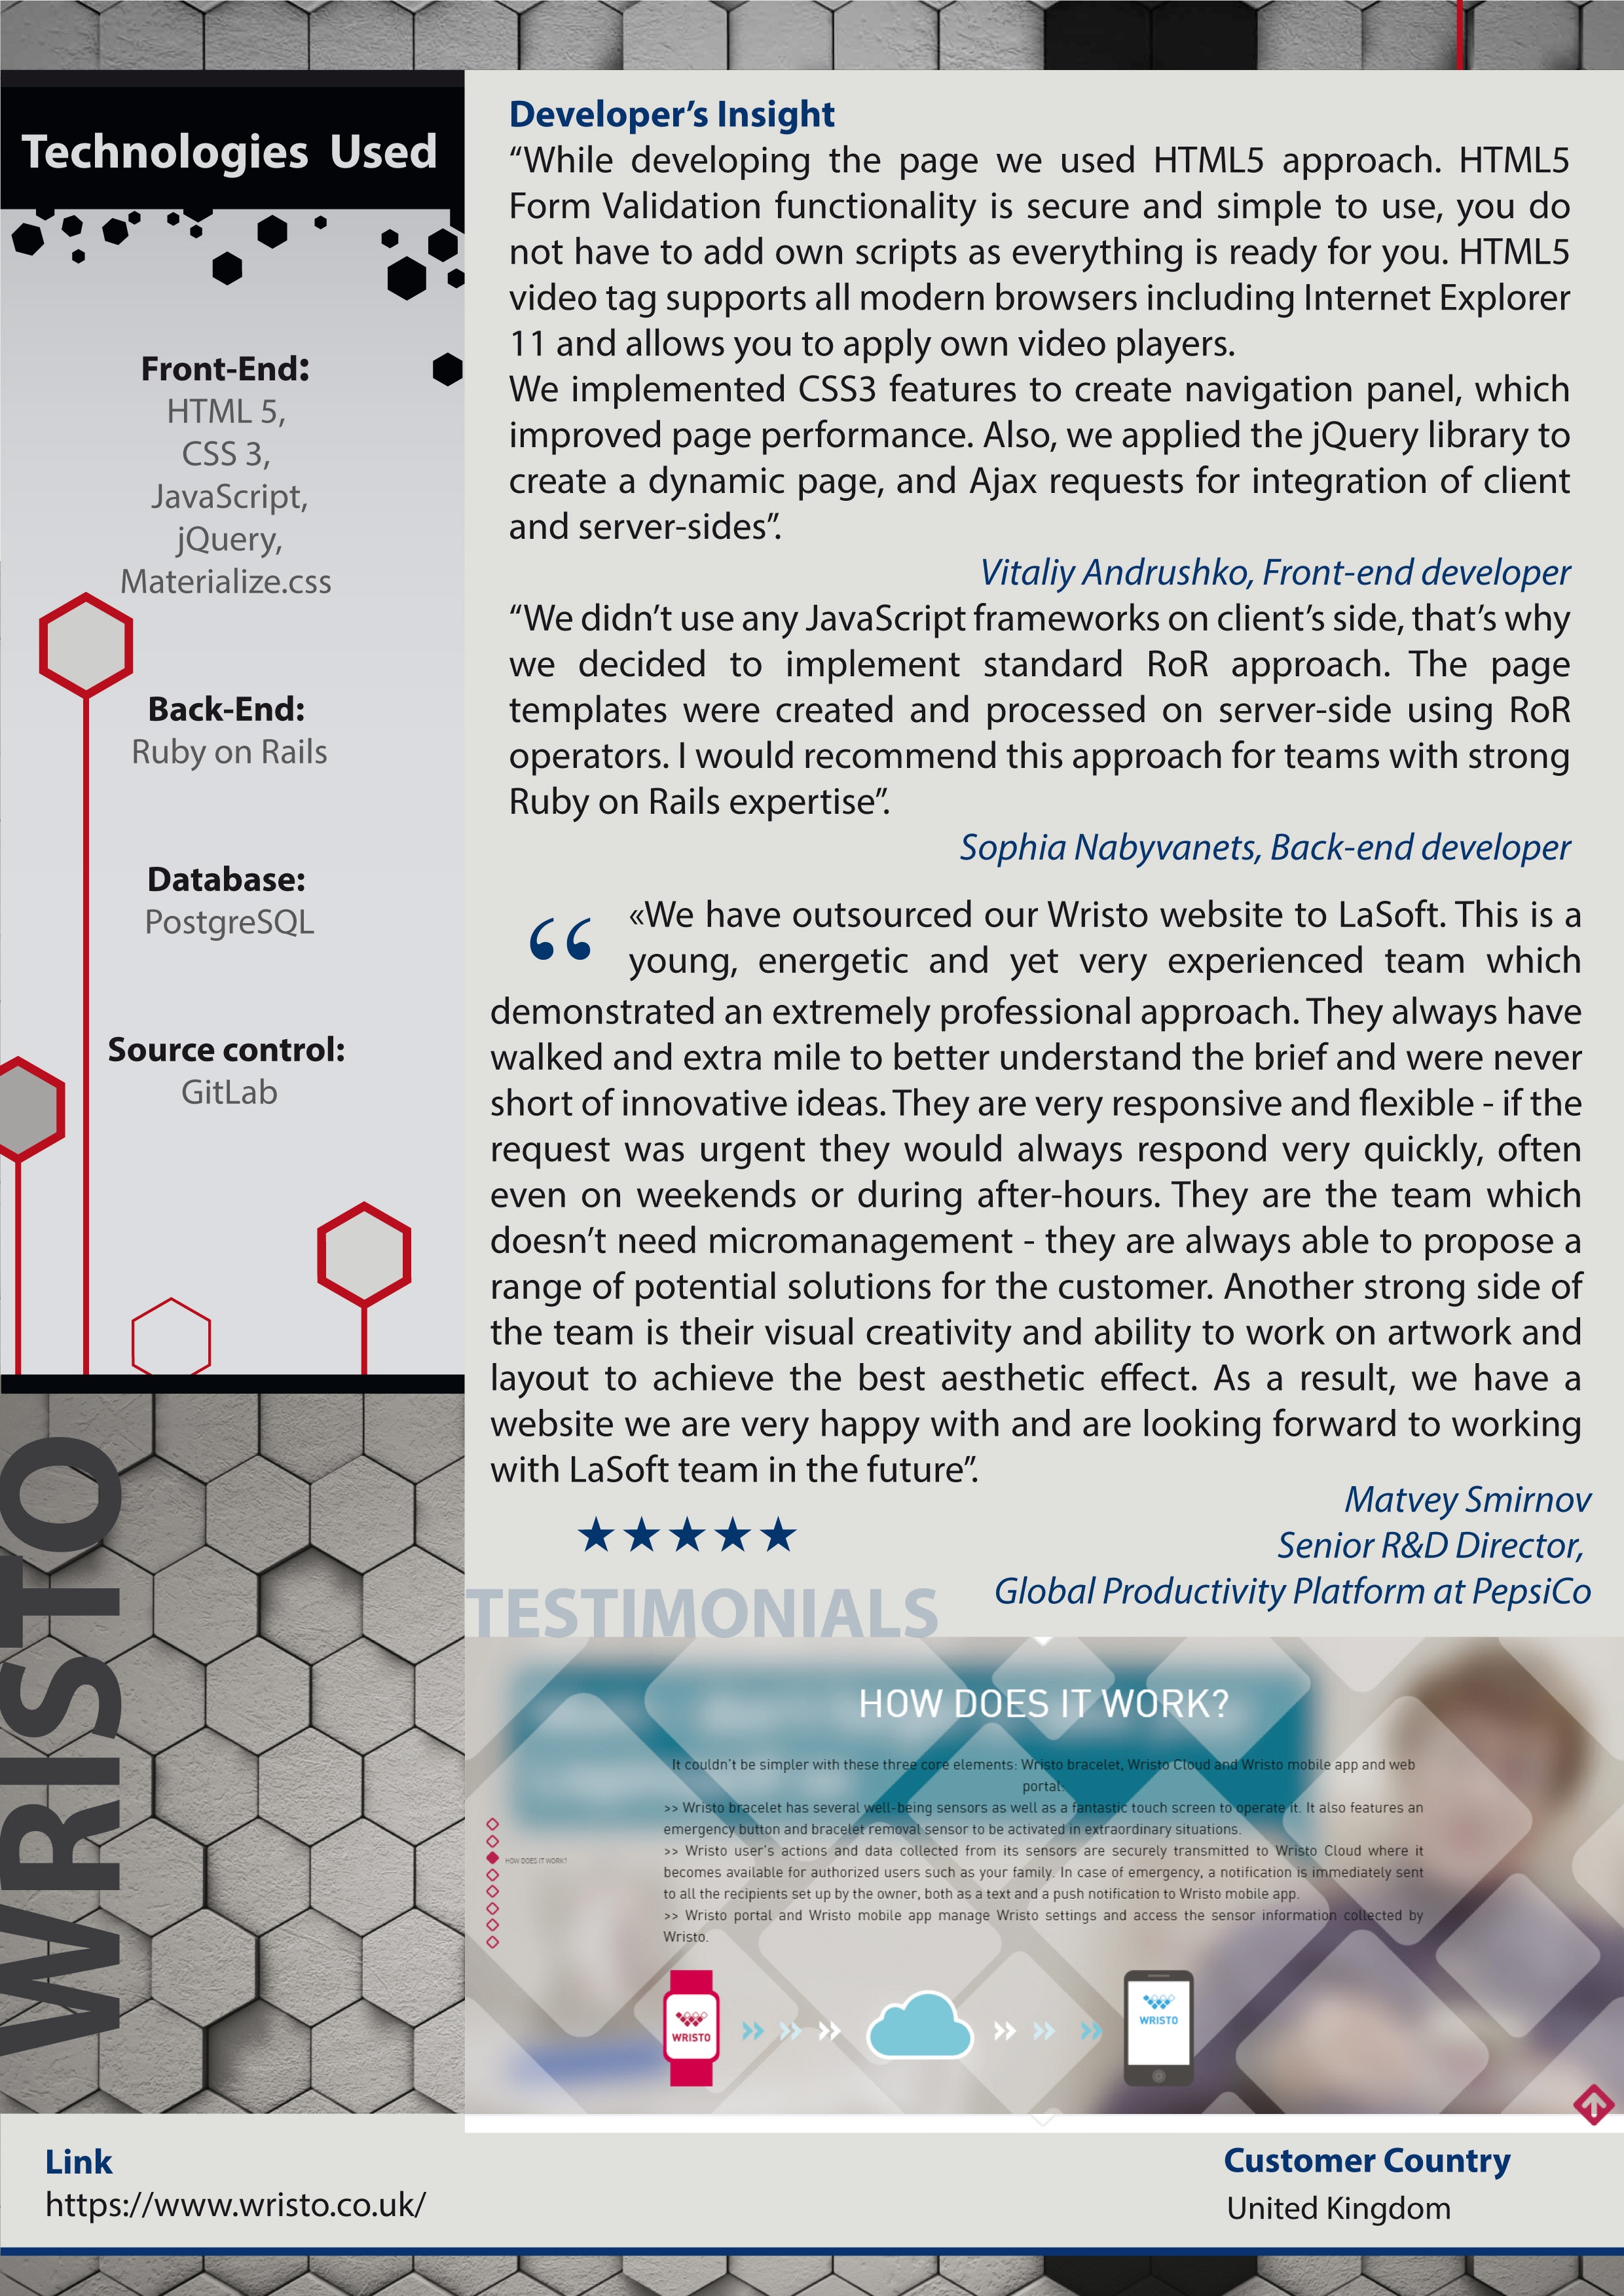 Technologies Used
Front-End:
HTML 5,
CSS 3,
JavaScript,
jQuery,
Materialize.css
Back-End:
Ruby on Rails
Database:
PostgreSQL
Source control:
GitLab
WRISTO
Developer’s Insight
“While developing the page we used HTML5 approach. HTML5
Form Validation functionality is secure and simple to use, you do
not have to add own scripts as everything is ready for you. HTML5
video tag supports all modern browsers including Internet Explorer
11 and allows you to apply own video players.
We implemented CSS3 features to create navigation panel, which
improved page performance. Also, we applied the jQuery library to
create a dynamic page, and Ajax requests for integration of client
and server-sides”.
Vitaliy Andrushko, Front-end developer
“We didn’t use any JavaScript frameworks on client’s side, that’s why
we decided to implement standard RoR approach. The page
templates were created and processed on server-side using RoR
operators. I would recommend this approach for teams with strong
Ruby on Rails expertise”.
Sophia Nabyvanets, Back-end developer
“ «We have outsourced our Wristo website to LaSoft. This is a
young, energetic and yet very experienced team which
demonstrated an extremely professional approach. They always have
walked and extra mile to better understand the brief and were never
short of innovative ideas. They are very responsive and flexible - if the
request was urgent they would always respond very quickly, often
even on weekends or during after-hours. They are the team which
doesn’t need micromanagement - they are always able to propose a
range of potential solutions for the customer. Another strong side of
the team is their visual creativity and ability to work on artwork and
layout to achieve the best aesthetic effect. As a result, we have a
website we are very happy with and are looking forward to working
with LaSoft team in the future”.
Matvey Smirnov
Senior R&D Director,
Global Productivity Platform at PepsiCo
TESTIMONIALS
HOW DOES IT WORK?
It couldn't be simpler with these three core elements: Wristo bracelet, Wristo Cloud and Wristo mobile app and web
portal:
>> Wristo bracelet has several well-being sensors as well as a fantastic touch screen to operate it. It also features an
emergency button and bracelet removal sensor to be activated in extraordinary situations.
>> Wristo user's actions and data collected from its sensors are securely transmitted to Wristo Cloud where it
becomes available for authorized users such as your family. In case of emergency, a notification is immediately sent
to all the recipients set up by the owner, both as a text and a push notification to Wristo mobile app.
>> Wristo portal and Wristo mobile app manage Wristo settings and access the sensor information collected by
Wristo.
HOW DOES IT WORK?
WRISTO
WRISTO
Link
https://www.wristo.co.uk/
Customer Country
United Kingdom